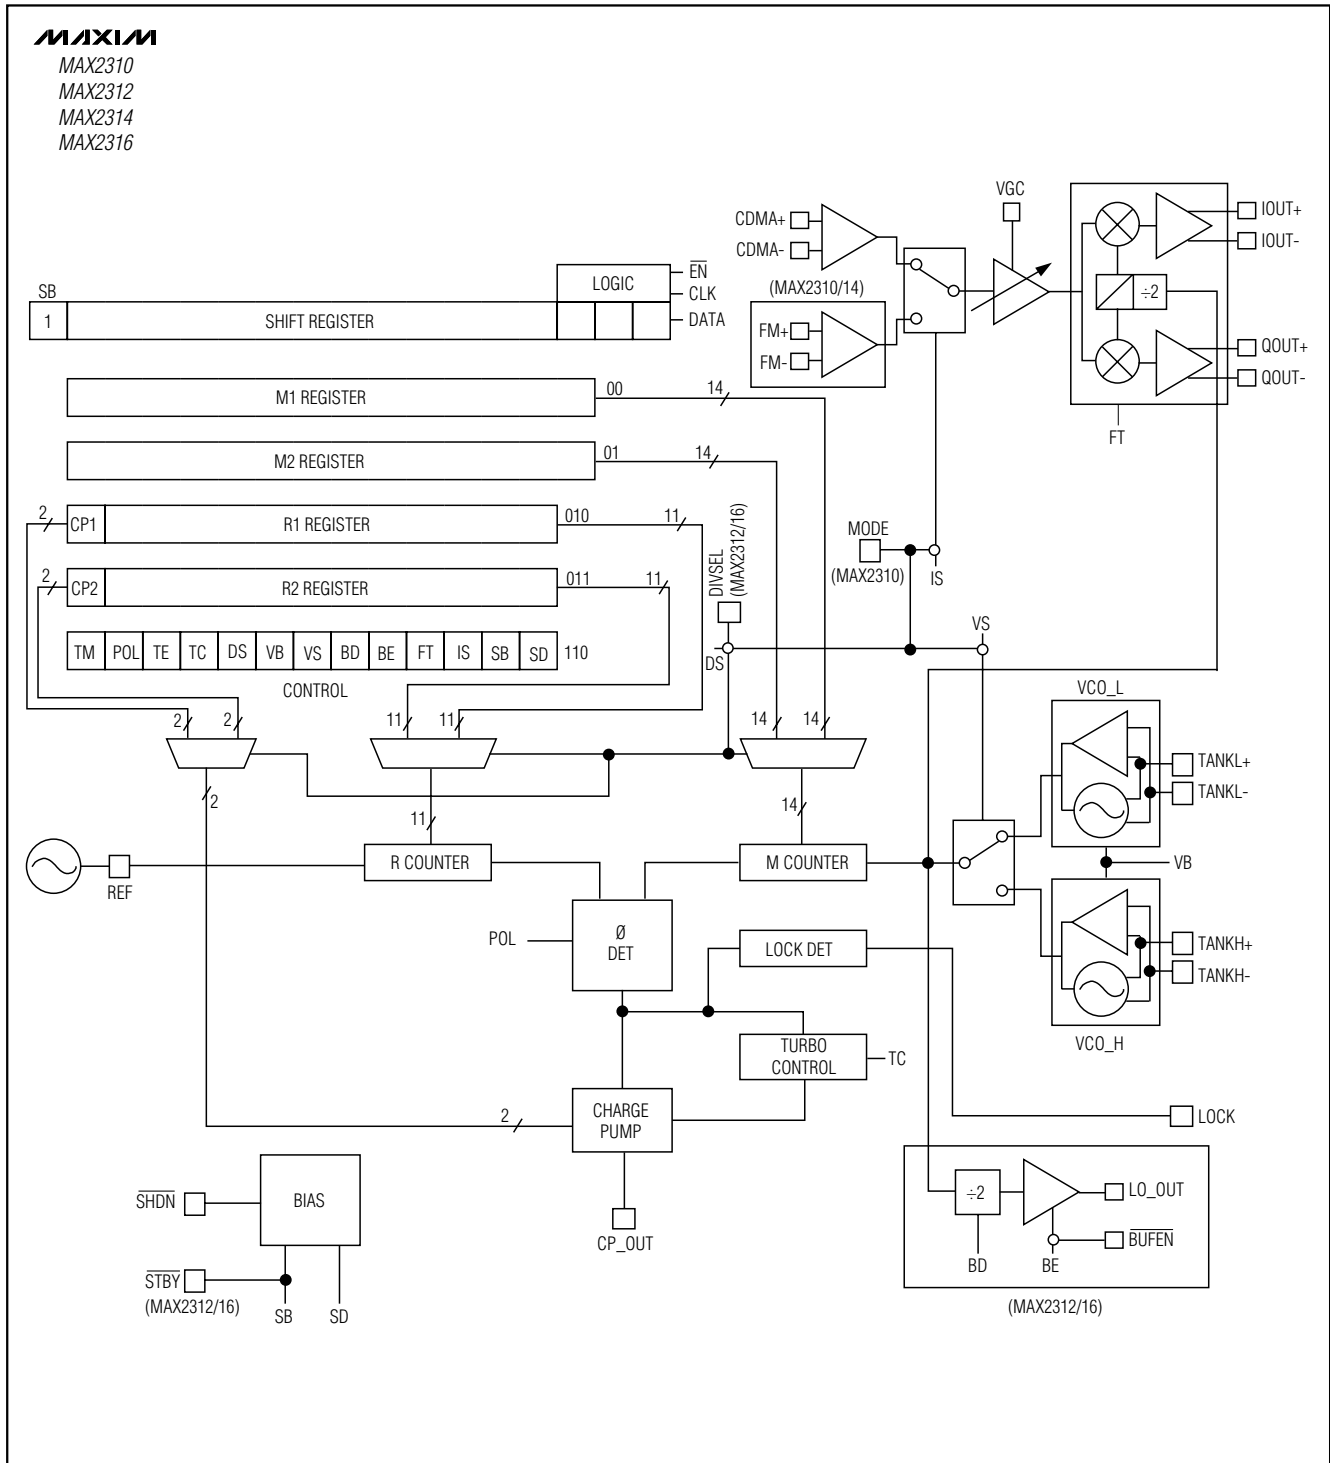 MAXIM
MAX2310
MAX2312
MAX2314
MAX2316
VGC
CDMA+
CDMA-
IOUT+
IOUT-
÷2
(MAX2310/14)
FM+
FM-
QOUT+
QOUT-
FT
LOGIC
EN
CLK
DATA
SB
1
SHIFT REGISTER
M1 REGISTER
00
14
M2 REGISTER
01
14
2
CP1
R1 REGISTER
010
11
2
CP2
R2 REGISTER
011
11
DIVSEL
(MAX2312/16)
MODE
(MAX2310)
IS
TM POL TE TC DS VB VS BD BE FT IS SB SD 110
CONTROL
DS
VS
2
2
11
11
14
14
2
11
14
VCO_L
TANKL+
TANKL-
REF
R COUNTER
M COUNTER
VB
POL
Ø
DET
LOCK DET
TANKH+
TANKH-
VCO_H
TURBO
CONTROL
TC
2
CHARGE
PUMP
LOCK
CP_OUT
SHDN
BIAS
STBY
(MAX2312/16)
SB
SD
÷2
LO_OUT
BUFEN
BD
BE
(MAX2312/16)